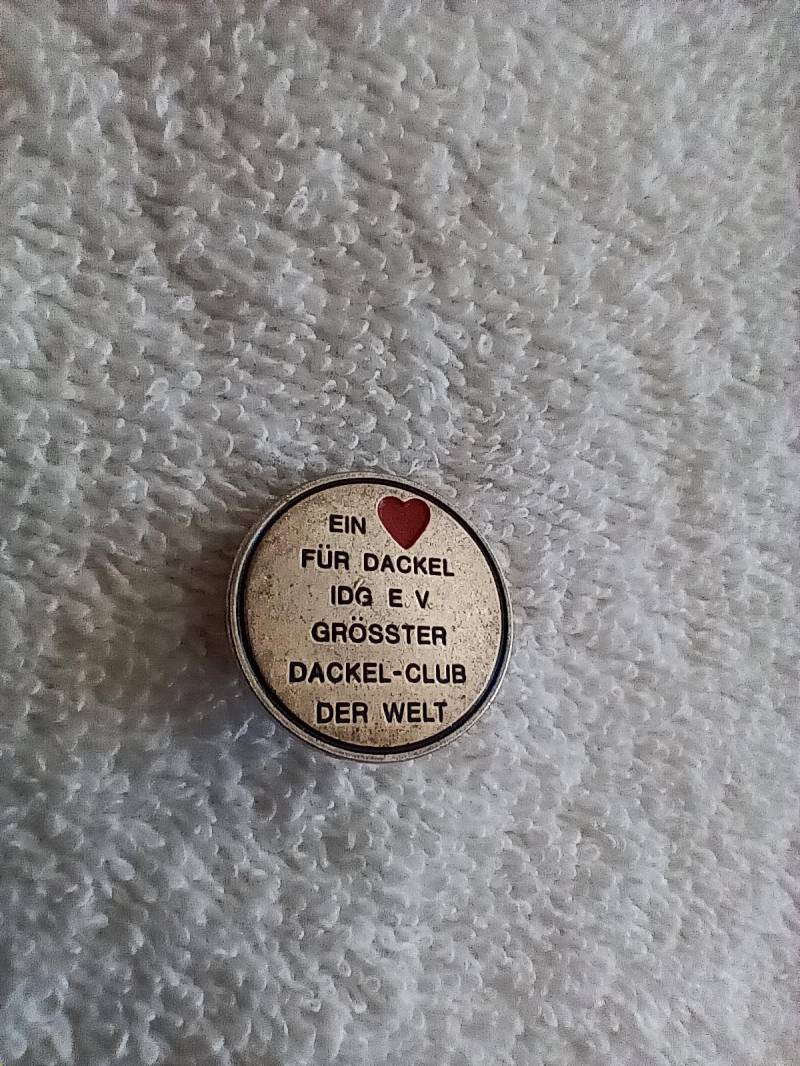 EIN
FÜR DACKEL
IDG E.V.
GRÖSSTER
DACKEL-CLUB
DER WELT